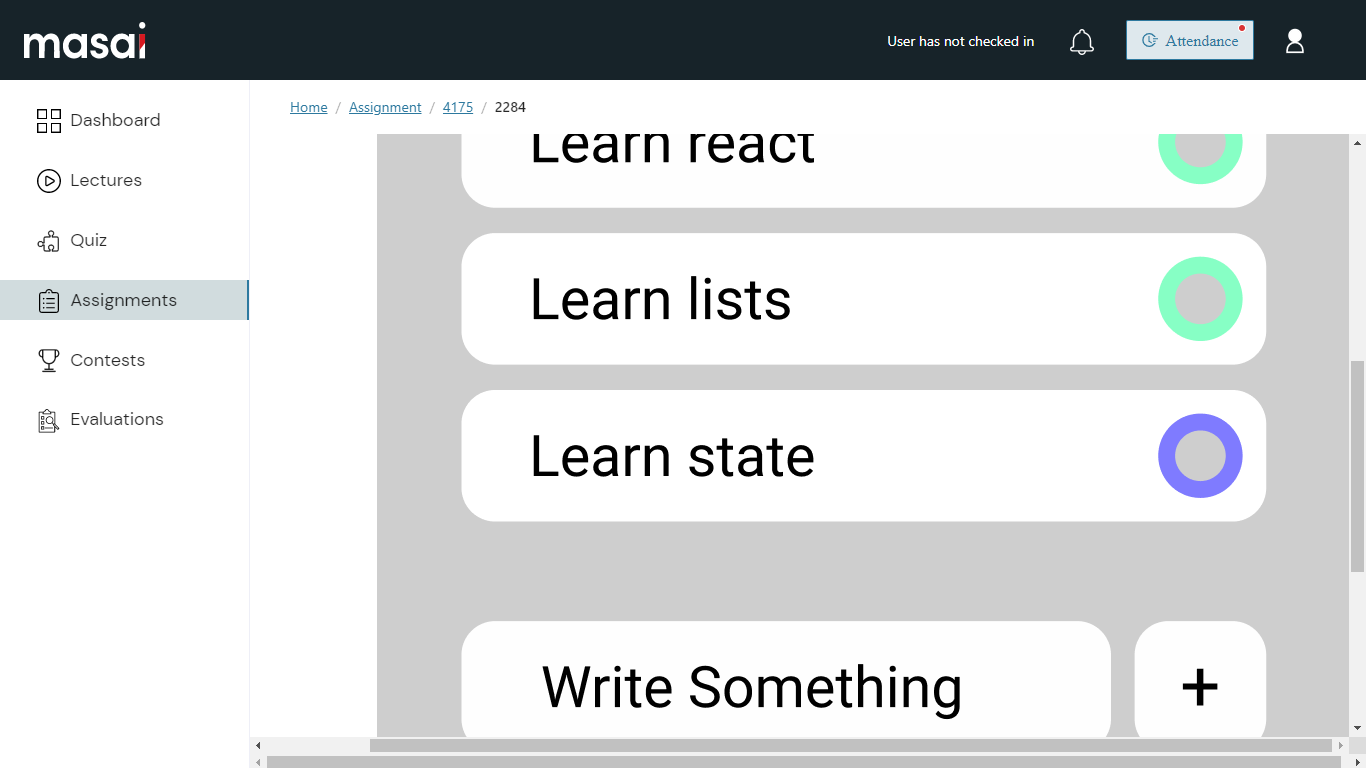 masai
User has not checked in
Attendance
Dashboard
Lectures
Quiz
Assignments
Contests
Evaluations
Home / Assignment / 4175 / 2284
Learn react
Learn lists
Learn state
Write Something
+